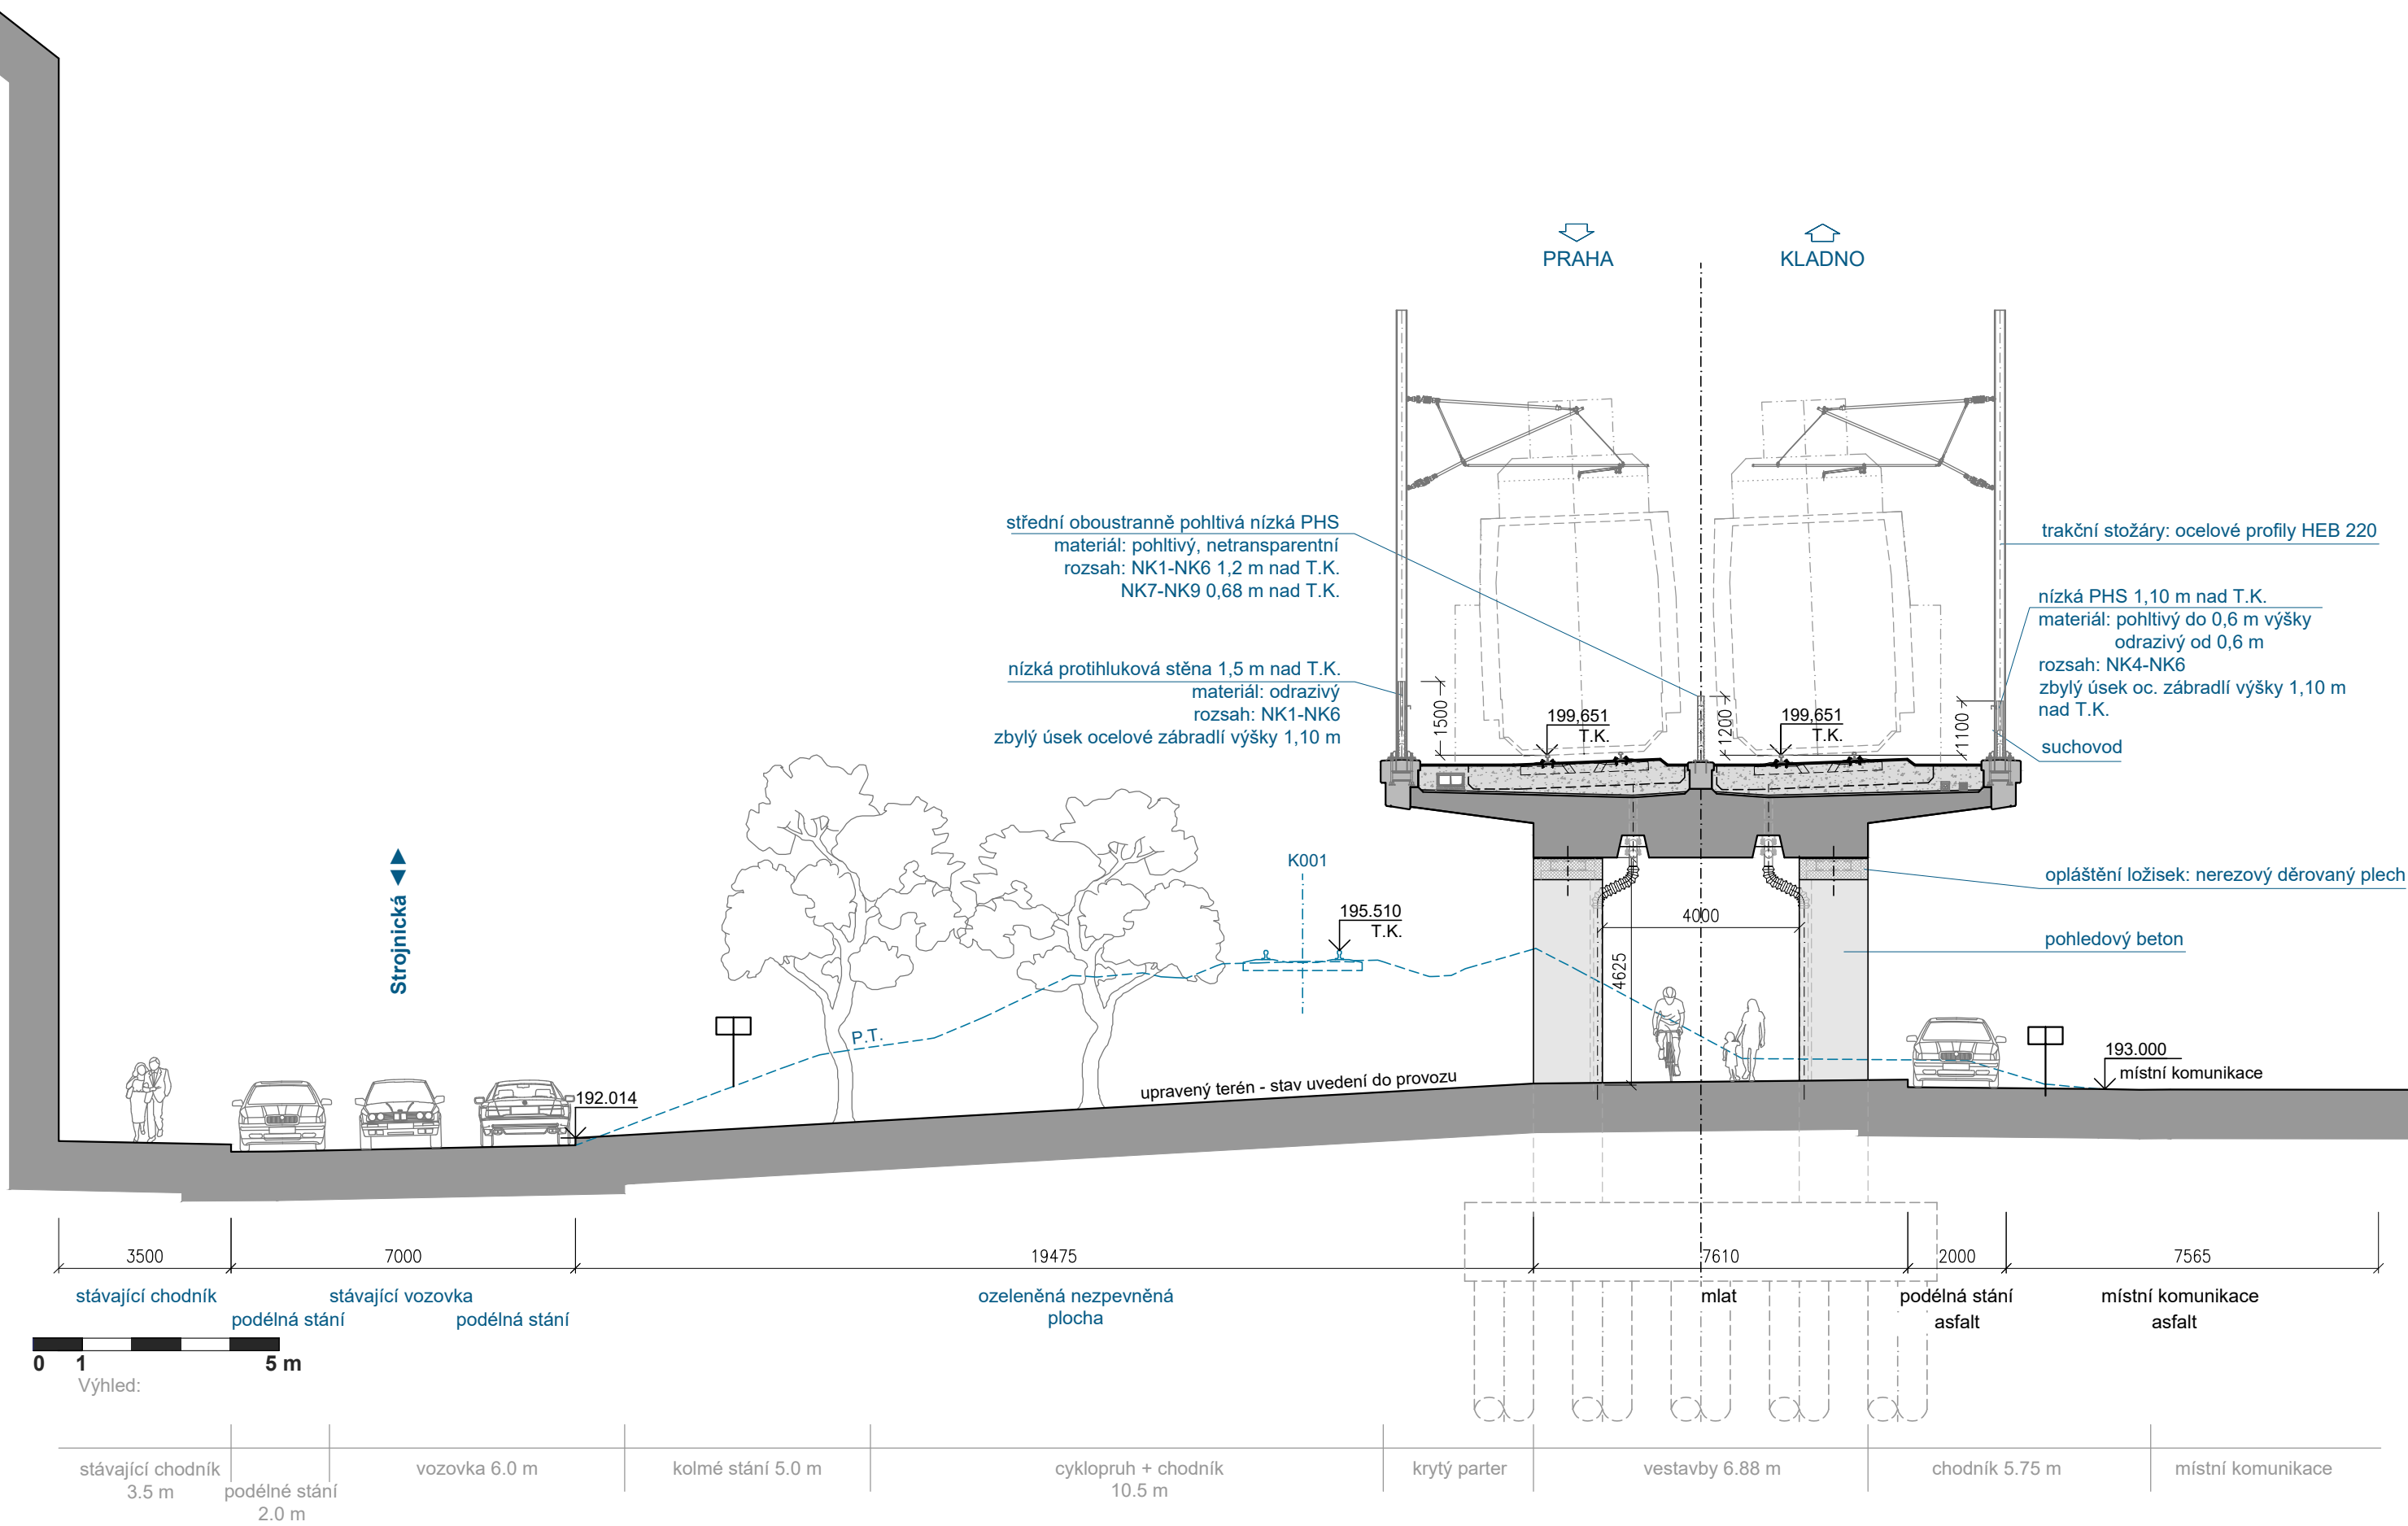 PRAHA
KLADNO
střední oboustranně pohltivá nízká PHS
materiál: pohltivý, netransparentní
rozsah: NK1-NK6 1,2 m nad T.K.
NK7-NK9 0,68 m nad T.K.
trakční stožáry: ocelové profily HEB 220
nízká PHS 1,10 m nad T.K.
materiál: pohltivý do 0,6 m výšky
odrazivý od 0,6 m
rozsah: NK4-NK6
zbylý úsek oc. zábradlí výšky 1,10 m
nad T.K.
suchovod
nízká protihluková stěna 1,5 m nad T.K.
materiál: odrazivý
rozsah: NK1-NK6
zbylý úsek ocelové zábradlí výšky 1,10 m
1500
199,651
T.K.
1200
199,651
T.K.
1100
Strojnická
K001
195.510
T.K.
opláštění ložisek: nerezový děrovaný plech
4000
pohledový beton
4625
P.T.
192.014
upravený terén - stav uvedení do provozu
193.000
místní komunikace
3500
7000
19475
7610
2000
7565
stávající chodník
stávající vozovka
podélná stání
podélná stání
ozeleněná nezpevněná
plocha
mlat
podélná stání
asfalt
místní komunikace
asfalt
0 1 5 m
Výhled:
stávající chodník
3.5 m
podélné stání
2.0 m
vozovka 6.0 m
kolmé stání 5.0 m
cyklopruh + chodník
10.5 m
krytý parter
vestavby 6.88 m
chodník 5.75 m
místní komunikace